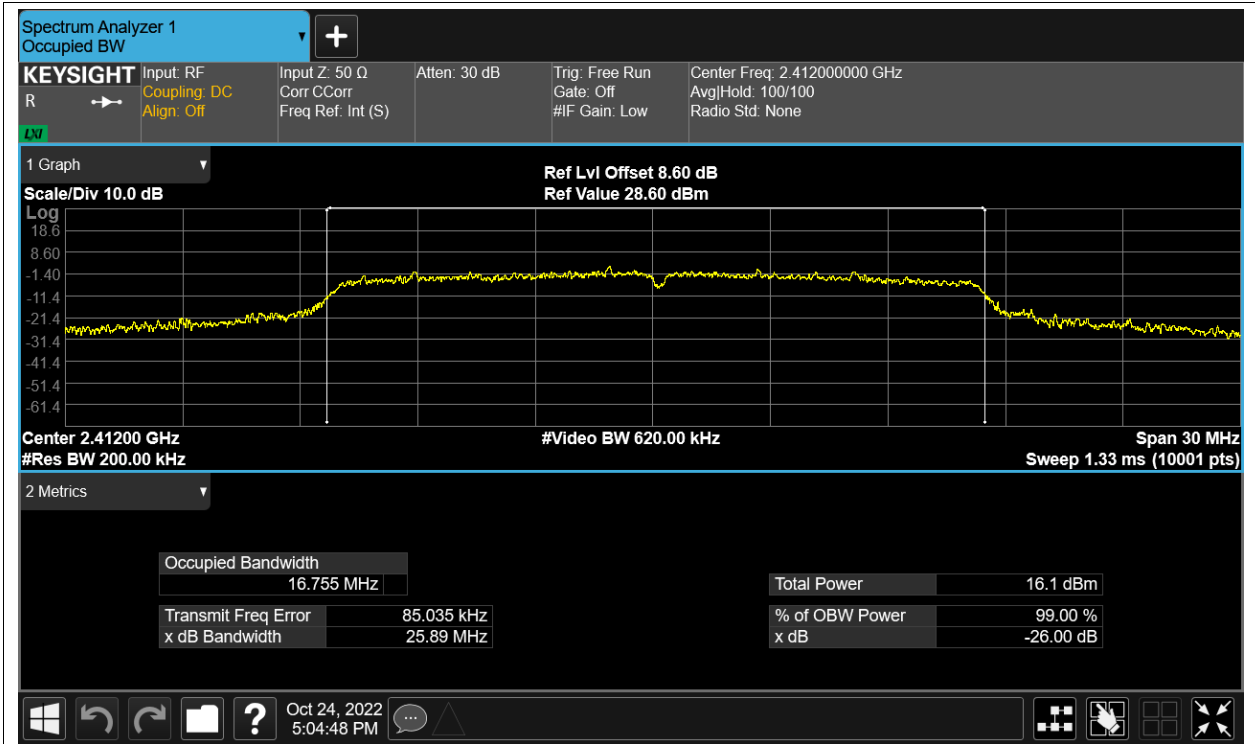 Spectrum Analyzer 1
Occupied BW
KEYSIGHT
R
LXI
Input: RF
Coupling: DC
Align: Off
Input Z: 50 Ω
Corr CCorr
Freq Ref: Int (S)
Atten: 30 dB
Trig: Free Run
Gate: Off
#IF Gain: Low
Center Freq: 2.412000000 GHz
Avg|Hold: 100/100
Radio Std: None
1 Graph
Scale/Div 10.0 dB
Ref Lvl Offset 8.60 dB
Ref Value 28.60 dBm
Log
18.6
8.60
-1.40
-11.4
-21.4
-31.4
-41.4
-51.4
-61.4
Center 2.41200 GHz
#Video BW 620.00 kHz
Span 30 MHz
#Res BW 200.00 kHz
Sweep 1.33 ms (10001 pts)
2 Metrics
Occupied Bandwidth
16.755 MHz
Total Power 16.1 dBm
Transmit Freq Error 85.035 kHz
% of OBW Power 99.00 %
x dB Bandwidth 25.89 MHz
x dB -26.00 dB
?
Oct 24, 2022
5:04:48 PM